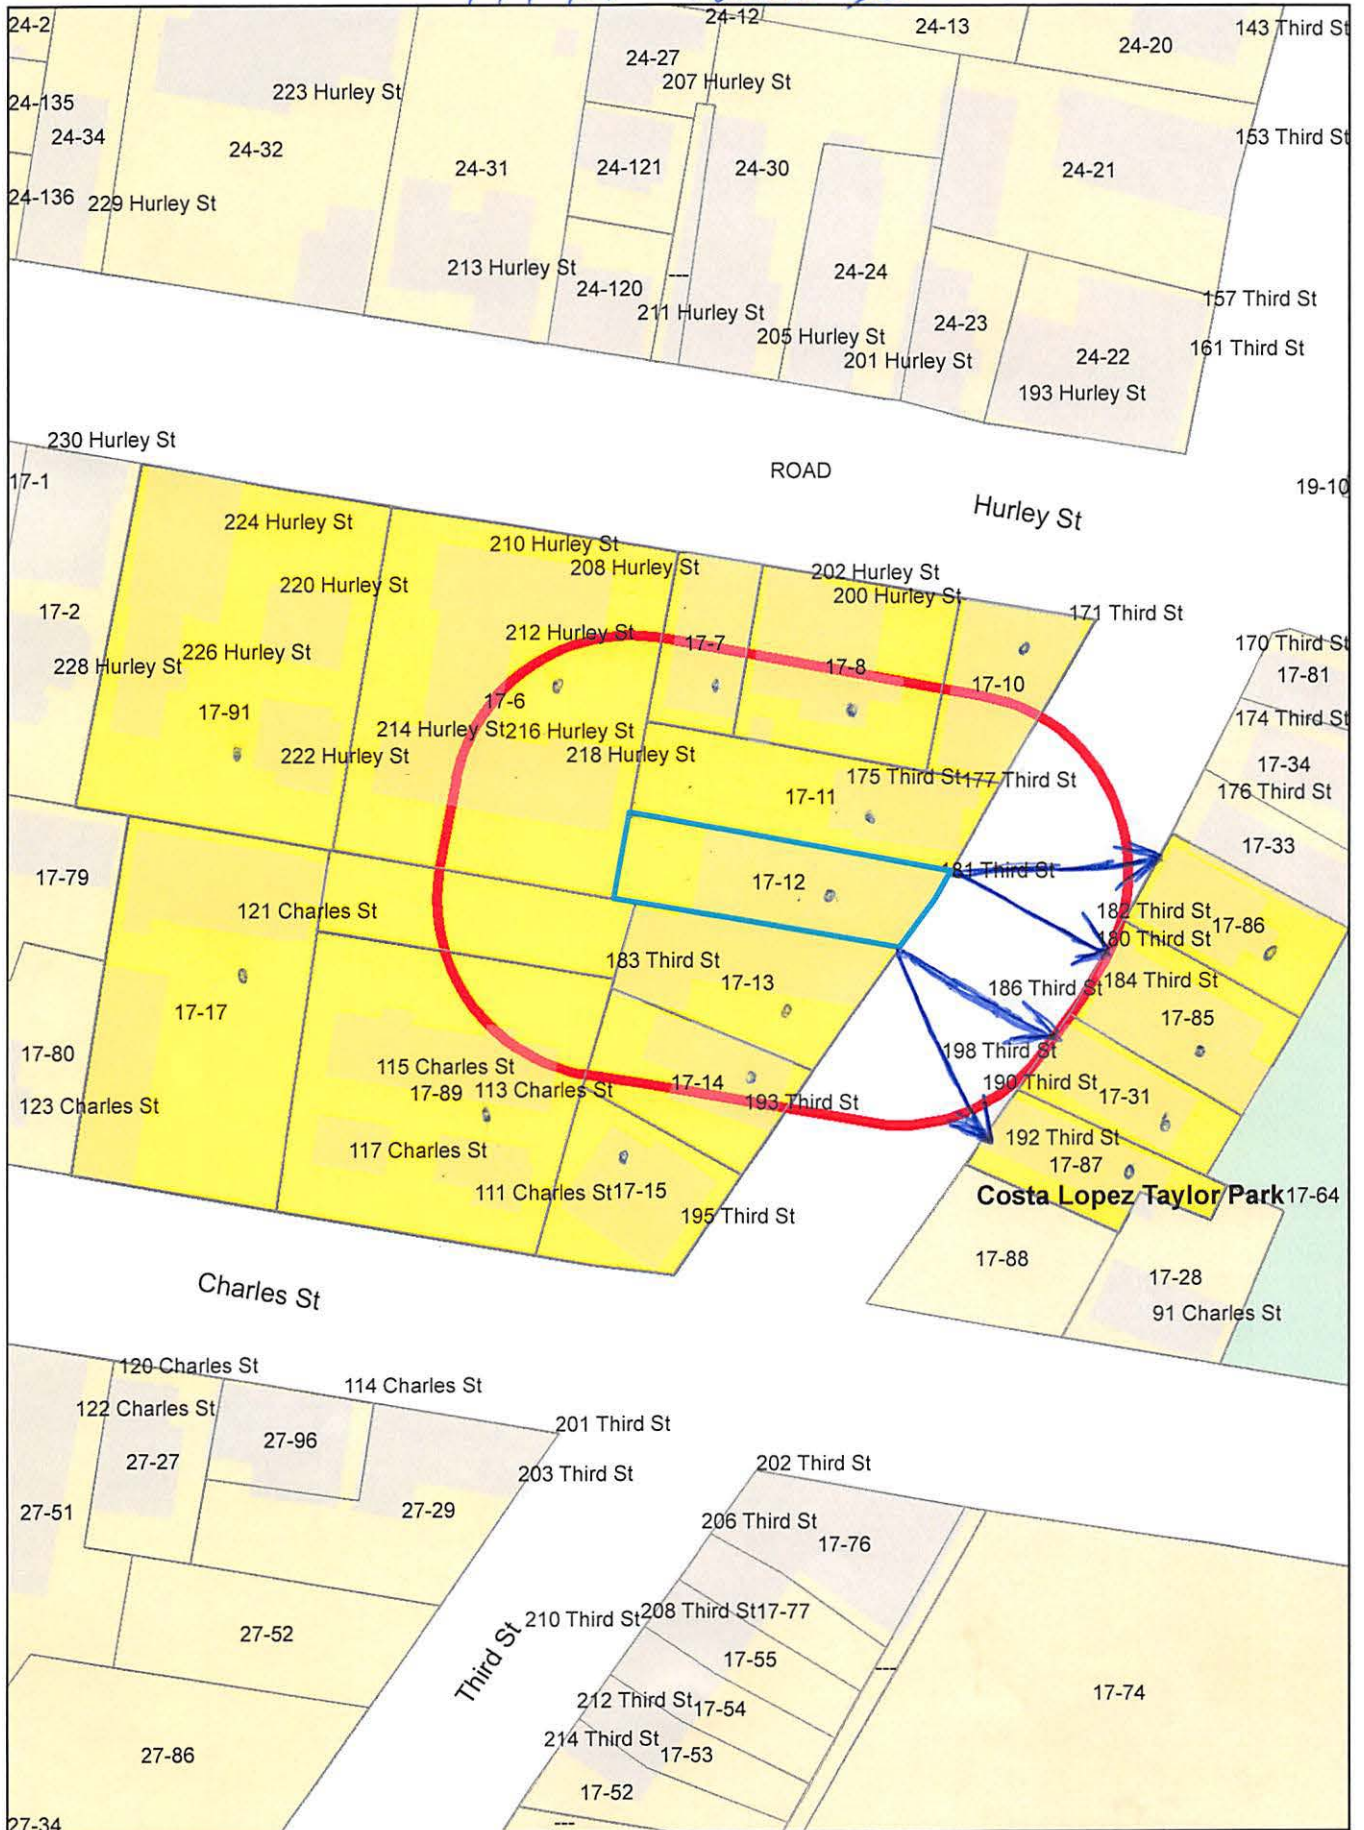 24-2
24-12
24-13
143 Third St
24-27
24-20
207 Hurley St
223 Hurley St
24-135
24-34
153 Third St
24-32
24-31
24-121
24-30
24-21
24-136
229 Hurley St
213 Hurley St
---
24-24
24-120
157 Third St
211 Hurley St
24-23
205 Hurley St
161 Third St
201 Hurley St
24-22
193 Hurley St
230 Hurley St
ROAD
17-1
19-10
Hurley St
224 Hurley St
210 Hurley St
208 Hurley St
202 Hurley St
220 Hurley St
200 Hurley St
17-2
171 Third St
212 Hurley St
17-7
170 Third St
226 Hurley St
228 Hurley St
17-8
17-81
17-10
17-6
17-91
174 Third St
214 Hurley St
216 Hurley St
222 Hurley St
218 Hurley St
17-34
175 Third St
177 Third St
176 Third St
17-11
17-33
17-79
181 Third St
17-12
121 Charles St
182 Third St
17-86
180 Third St
183 Third St
17-13
184 Third St
186 Third St
17-17
17-85
17-80
198 Third St
115 Charles St
17-14
190 Third St
17-89
113 Charles St
17-31
123 Charles St
193 Third St
192 Third St
117 Charles St
17-87
111 Charles St
17-15
Costa Lopez Taylor Park
17-64
195 Third St
17-88
17-28
Charles St
91 Charles St
120 Charles St
114 Charles St
122 Charles St
201 Third St
27-96
27-27
202 Third St
203 Third St
27-51
27-29
206 Third St
17-76
208 Third St
17-77
210 Third St
27-52
17-55
Third St
---
17-74
212 Third St
17-54
214 Third St
17-53
27-86
17-52
27-34
---